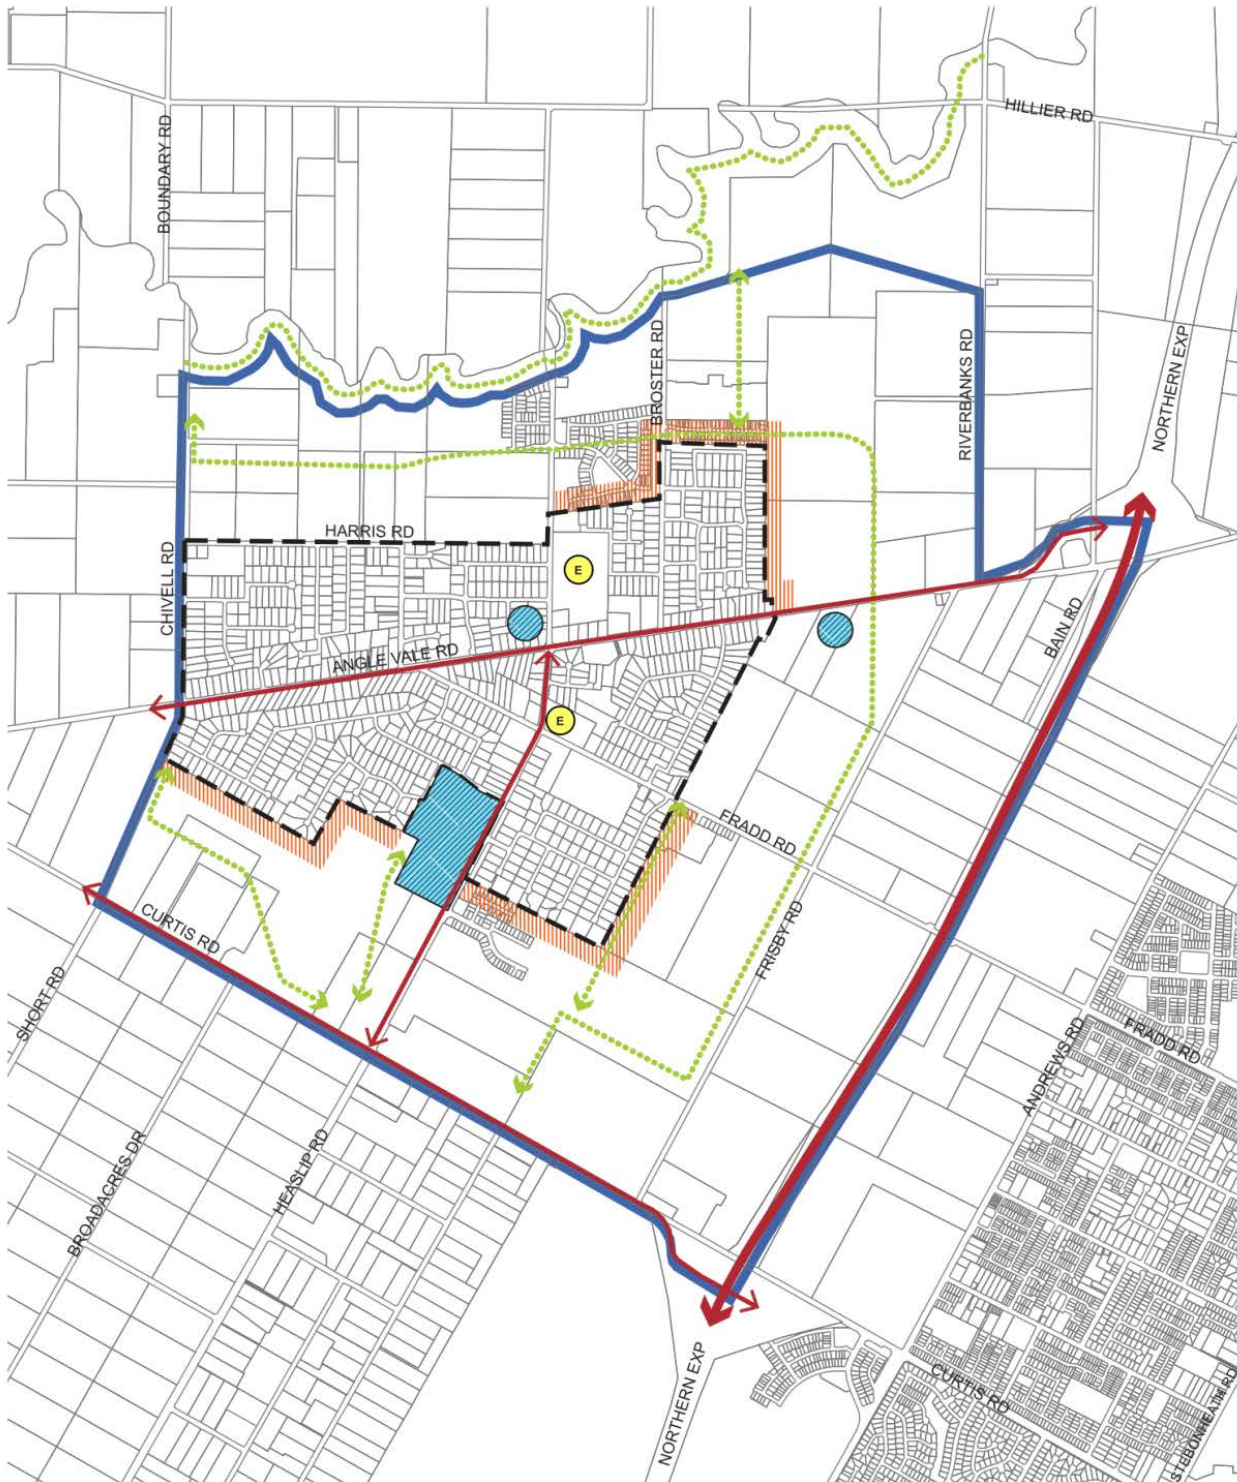 HILLIER RD
BOUNDARY RD
NORTHERN EXP
BROSTER RD
RIVERBANKS RD
HARRIS RD
CHIVELL RD
E
BAIN RD
ANGLE VALE RD
E
FRADD RD
CURTIS RD
FRISBY RD
SHORT RD
ANDREWS RD
FRADD RD
BROADACRES DR
HEASLIP RD
NORTHERN EXP
CURTIS RD
STEBONHEATH RD